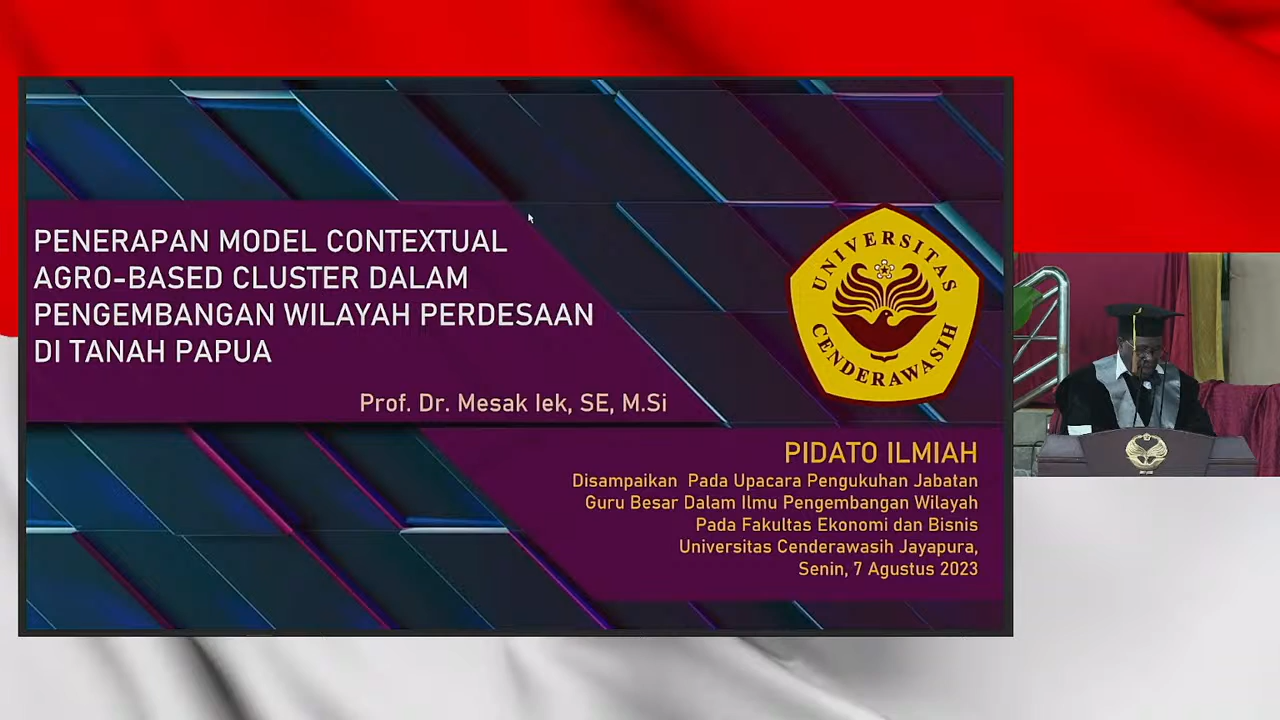 PENERAPAN MODEL CONTEXTUAL
AGRO-BASED CLUSTER DALAM
PENGEMBANGAN WILAYAH PERDESAAN
DI TANAH PAPUA
Prof. Dr. Mesak Iek, SE, M.Si
UNIVERSITAS
CENDERAWASIH
PIDATO ILMIAH
Disampaikan Pada Upacara Pengukuhan Jabatan
Guru Besar Dalam Ilmu Pengembangan Wilayah
Pada Fakultas Ekonomi dan Bisnis
Universitas Cenderawasih Jayapura,
Senin, 7 Agustus 2023